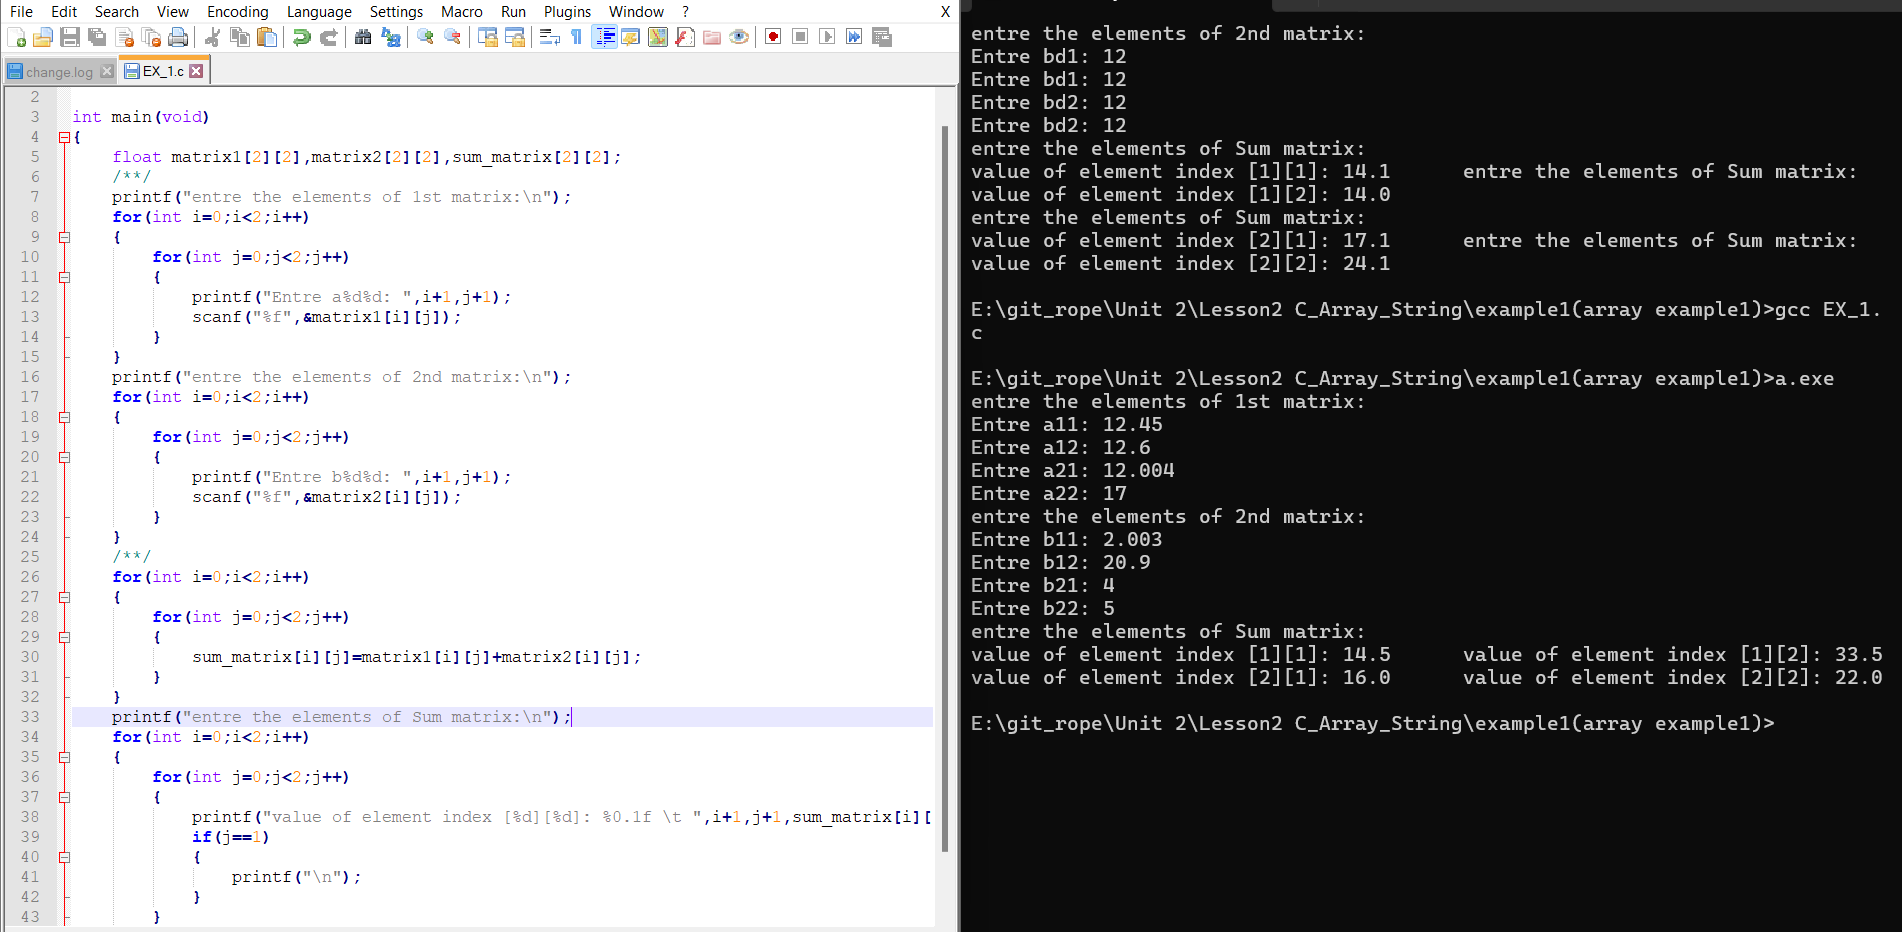 File Edit Search View Encoding Language Settings Macro Run Plugins Window ? X
change.log EX_1.c
2
3 int main(void)
4 {
5 float matrix1[2][2],matrix2[2][2],sum_matrix[2][2];
6 /**/
7 printf("entre the elements of 1st matrix:\n");
8 for(int i=0;i<2;i++)
9 {
10 for(int j=0;j<2;j++)
11 {
12 printf("Entre a%d%d: ",i+1,j+1);
13 scanf("%f",&matrix1[i][j]);
14 }
15 }
16 printf("entre the elements of 2nd matrix:\n");
17 for(int i=0;i<2;i++)
18 {
19 for(int j=0;j<2;j++)
20 {
21 printf("Entre b%d%d: ",i+1,j+1);
22 scanf("%f",&matrix2[i][j]);
23 }
24 }
25 /**/
26 for(int i=0;i<2;i++)
27 {
28 for(int j=0;j<2;j++)
29 {
30 sum_matrix[i][j]=matrix1[i][j]+matrix2[i][j];
31 }
32 }
33 printf("entre the elements of Sum matrix:\n");
34 for(int i=0;i<2;i++)
35 {
36 for(int j=0;j<2;j++)
37 {
38 printf("value of element index [%d][%d]: %0.1f \t ",i+1,j+1,sum_matrix[i][
39 if(j==1)
40 {
41 printf("\n");
42 }
43 }
entre the elements of 2nd matrix:
Entre bd1: 12
Entre bd1: 12
Entre bd2: 12
Entre bd2: 12
entre the elements of Sum matrix:
value of element index [1][1]: 14.1 entre the elements of Sum matrix:
value of element index [1][2]: 14.0
entre the elements of Sum matrix:
value of element index [2][1]: 17.1 entre the elements of Sum matrix:
value of element index [2][2]: 24.1
E:\git_rope\Unit 2\Lesson2 C_Array_String\example1(array example1)>gcc EX_1.
c
E:\git_rope\Unit 2\Lesson2 C_Array_String\example1(array example1)>a.exe
entre the elements of 1st matrix:
Entre a11: 12.45
Entre a12: 12.6
Entre a21: 12.004
Entre a22: 17
entre the elements of 2nd matrix:
Entre b11: 2.003
Entre b12: 20.9
Entre b21: 4
Entre b22: 5
entre the elements of Sum matrix:
value of element index [1][1]: 14.5 value of element index [1][2]: 33.5
value of element index [2][1]: 16.0 value of element index [2][2]: 22.0
E:\git_rope\Unit 2\Lesson2 C_Array_String\example1(array example1)>